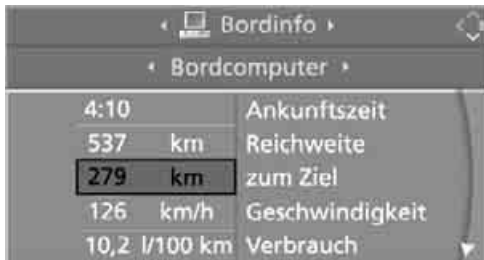 Bordinfo
Bordcomputer
4:10 Ankunftszeit
537 km Reichweite
279 km zum Ziel
126 km/h Geschwindigkeit
10,2 l/100 km Verbrauch